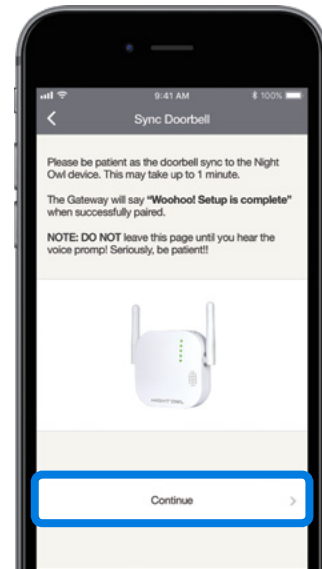 9:41 AM
100%
Sync Doorbell
Please be patient as the doorbell sync to the Night
Owl device. This may take up to 1 minute.
The Gateway will say “Woohoo! Setup is complete”
when successfully paired.
NOTE: DO NOT leave this page until you hear the
voice promp! Seriously, be patient!!
NIGHT OWL
Continue